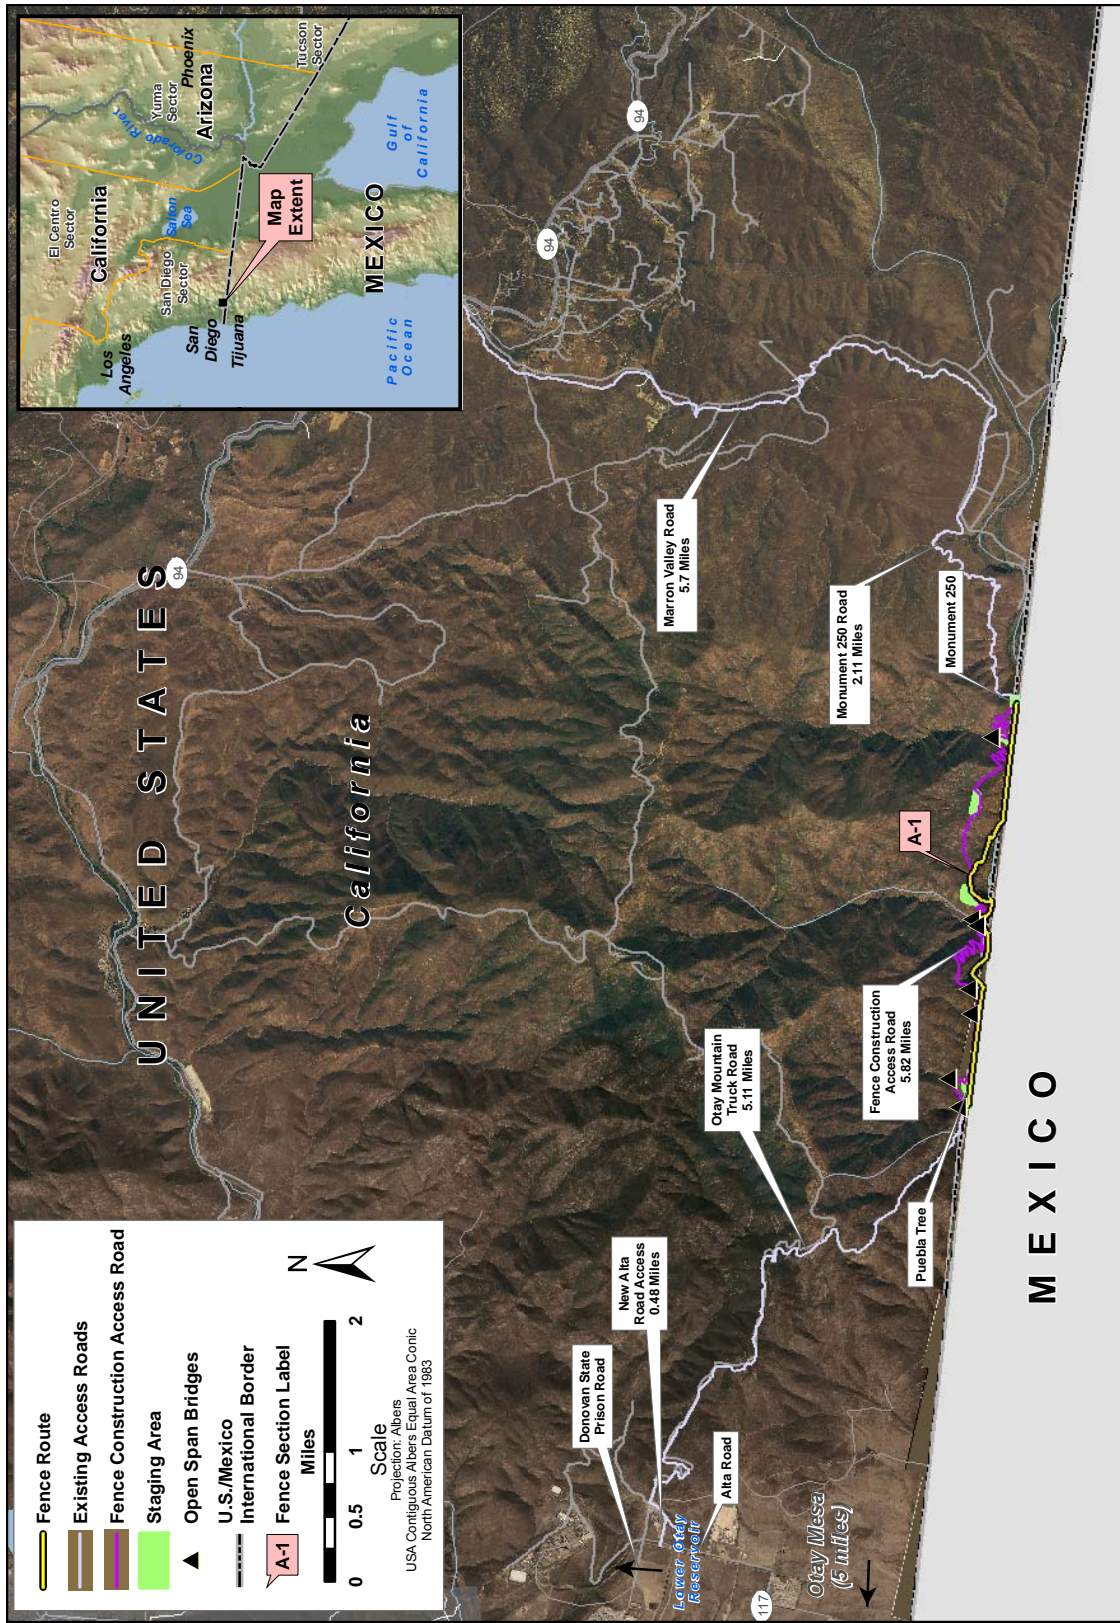 Fence Route
Existing Access Roads
Fence Construction Access Road
Staging Area
Open Span Bridges
U.S./Mexico
International Border
A-1
Fence Section Label
Miles
0
0.5
1
2
Scale
Projection: Albers
USA Contiguous Albers Equal Area Conic
North American Datum of 1983
N
UNITED STATES
California
94
94
94
117
El Centro
Sector
California
Los
Angeles
San Diego
Sector
Salton
Sea
Colorado River
Yuma
Sector
Phoenix
Arizona
Tucson
Sector
San
Diego
Tijuana
Map
Extent
Pacific
Ocean
MEXICO
Gulf
of
California
Donovan State
Prison Road
New Alta
Road Access
0.48 Miles
Lower Otay
Reservoir
Alta Road
Otay Mesa
(5 miles)
Otay Mountain
Truck Road
5.11 Miles
Puebla Tree
Fence Construction
Access Road
5.82 Miles
A-1
Marron Valley Road
5.7 Miles
Monument 250 Road
2.11 Miles
Monument 250
MEXICO